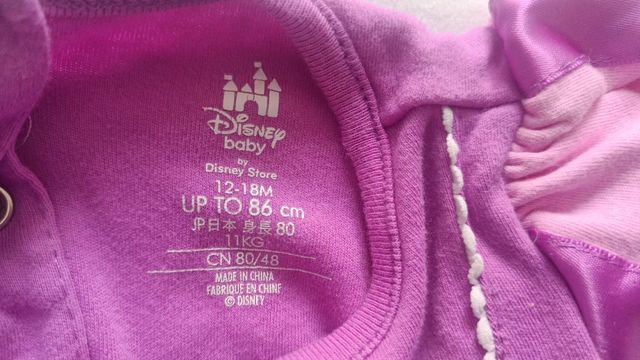 Disney
baby
by
Disney Store
12-18M
UP TO 86 cm
JP日本 身長 80
11KG
CN 80/48
MADE IN CHINA
FABRIQUÉ EN CHINE
© DISNEY